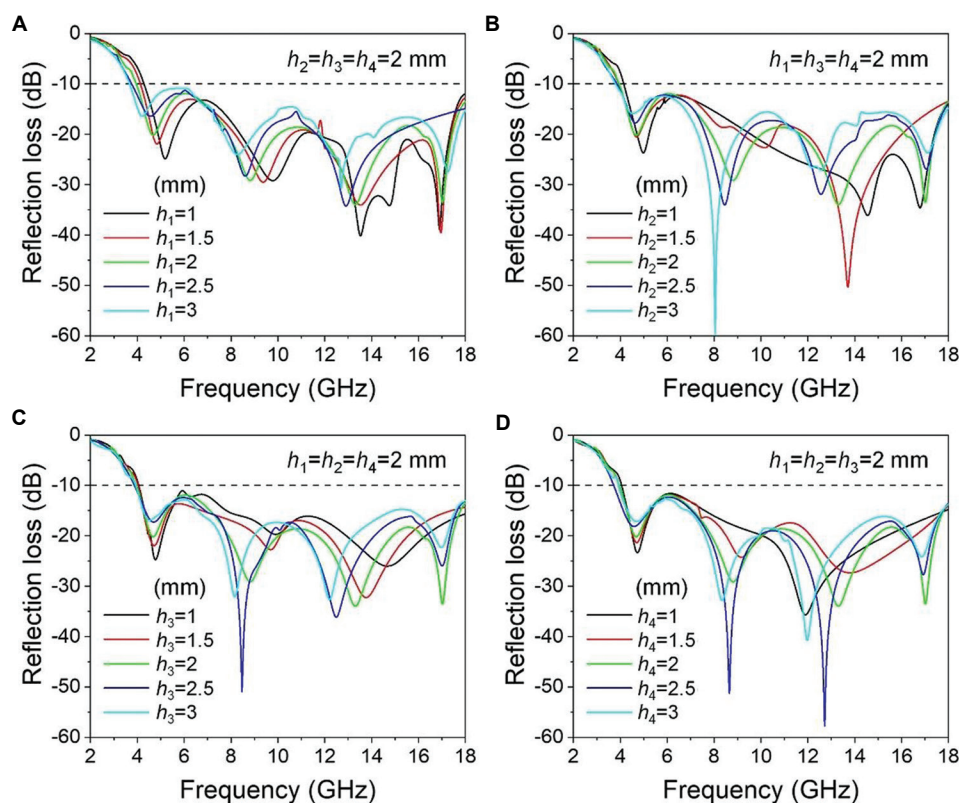 A
h₂=h₃=h₄=2 mm
Reflection loss (dB)
0
-10
-20
-30
-40
-50
-60
(mm)
h₁=1
h₁=1.5
h₁=2
h₁=2.5
h₁=3
2 4 6 8 10 12 14 16 18
Frequency (GHz)
B
h₁=h₃=h₄=2 mm
Reflection loss (dB)
0
-10
-20
-30
-40
-50
-60
(mm)
h₂=1
h₂=1.5
h₂=2
h₂=2.5
h₂=3
2 4 6 8 10 12 14 16 18
Frequency (GHz)
C
h₁=h₂=h₄=2 mm
Reflection loss (dB)
0
-10
-20
-30
-40
-50
-60
(mm)
h₃=1
h₃=1.5
h₃=2
h₃=2.5
h₃=3
2 4 6 8 10 12 14 16 18
Frequency (GHz)
D
h₁=h₂=h₃=2 mm
Reflection loss (dB)
0
-10
-20
-30
-40
-50
-60
(mm)
h₄=1
h₄=1.5
h₄=2
h₄=2.5
h₄=3
2 4 6 8 10 12 14 16 18
Frequency (GHz)